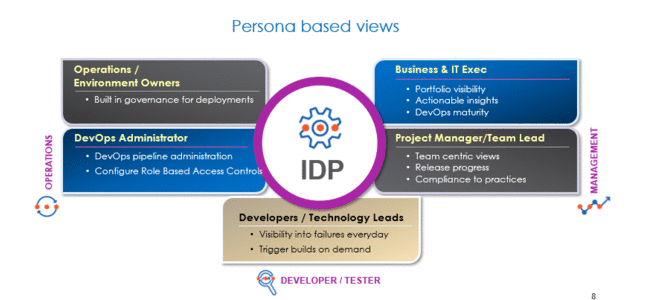 Persona based views
Operations /
Environment Owners
• Built in governance for deployments
DevOps Administrator
• DevOps pipeline administration
• Configure Role Based Access Controls
OPERATIONS
IDP
Business & IT Exec
• Portfolio visibility
• Actionable insights
• DevOps maturity
Project Manager/Team Lead
• Team centric views
• Release progress
• Compliance to practices
MANAGEMENT
Developers / Technology Leads
• Visibility into failures everyday
• Trigger builds on demand
DEVELOPER / TESTER
8